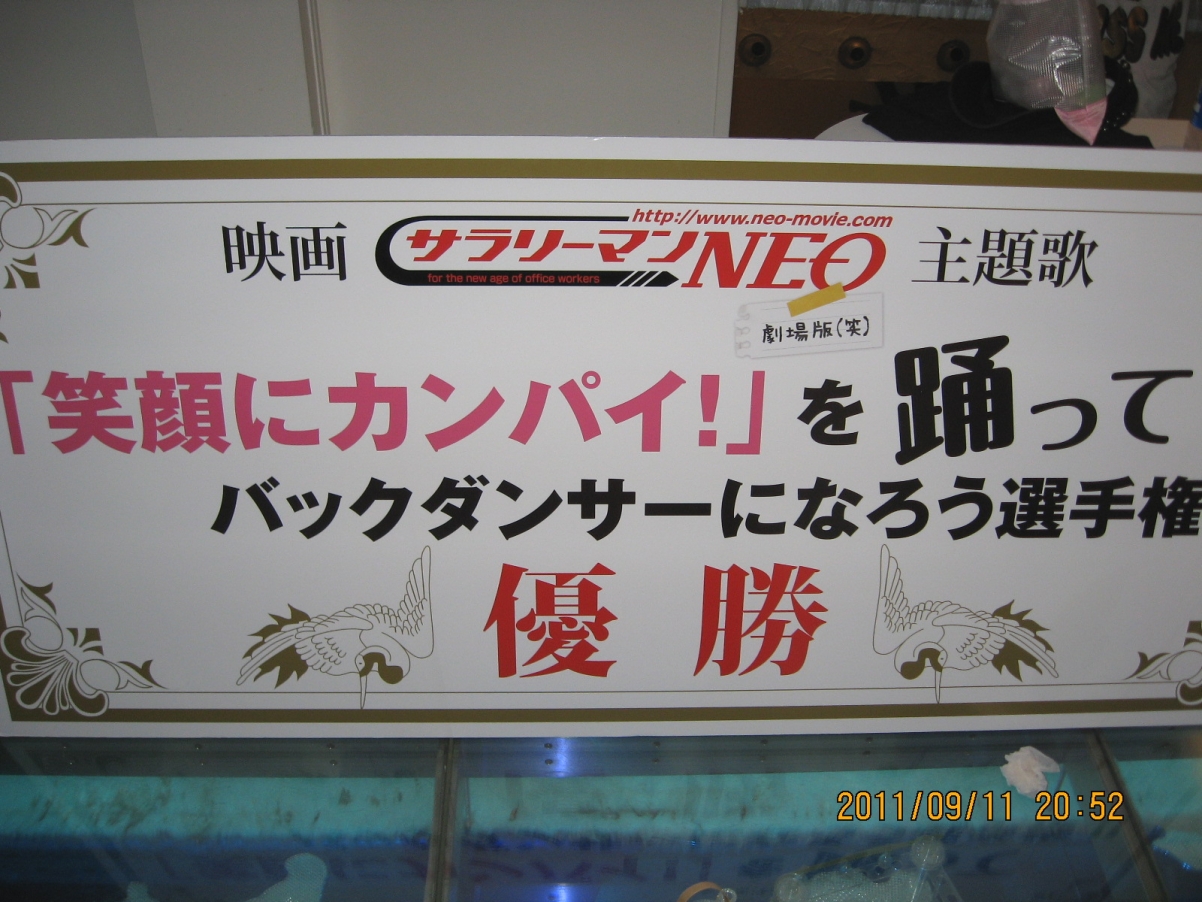 http://www.neo-movie.com
映画 サラリーマンNEO 主題歌
for the new age of office workers
劇場版(笑)
「笑顔にカンパイ!」を踊って
バックダンサーになろう選手権
優勝
2011/09/11 20:52